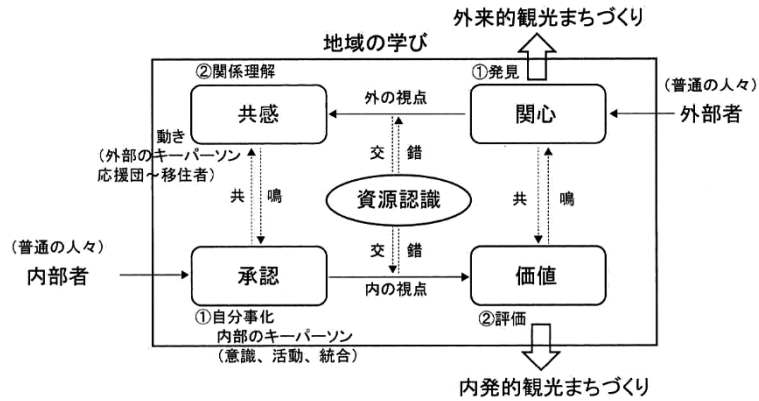 外来的観光まちづくり
地域の学び
②関係理解
①発見
(普通の人々)
共感
外の視点
関心
外部者
動き
(外部のキーパーソン
応援団～移住者)
交 錯
共 鳴
資源認識
共 鳴
(普通の人々)
内部者
交 錯
承認
内の視点
価値
①自分事化
②評価
内部のキーパーソン
(意識、活動、統合)
内発的観光まちづくり